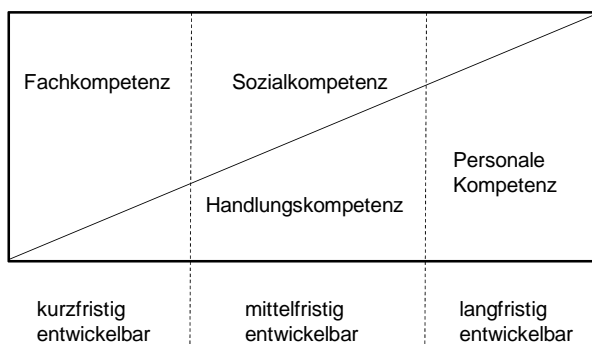 Fachkompetenz
Sozialkompetenz
Personale
Kompetenz
Handlungskompetenz
kurzfristig
entwickelbar
mittelfristig
entwickelbar
langfristig
entwickelbar